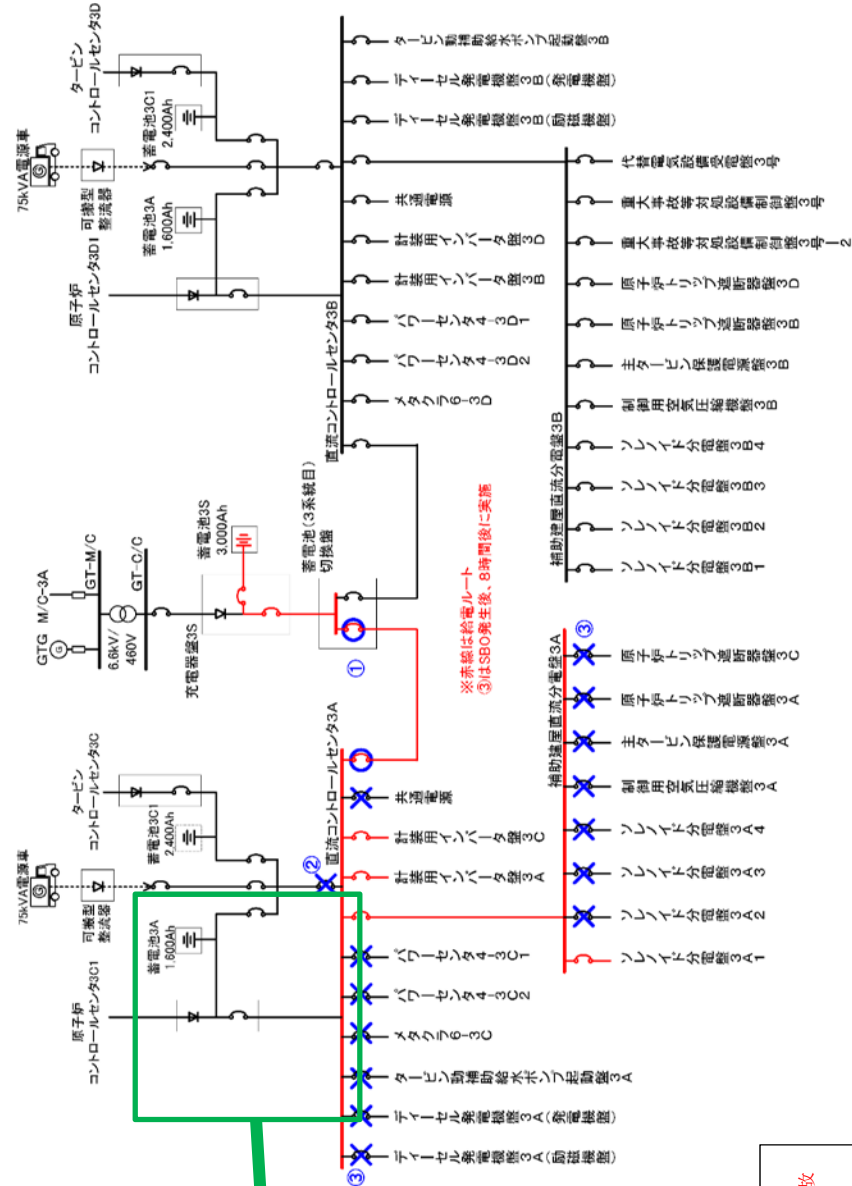 75kVA電源車
G
可搬型
整流器
原子炉
コントロールセンタ3C1
蓄電池3A
1,600Ah
タービン
コントロールセンタ3C
蓄電池3C1
2,400Ah
②
直流コントロールセンタ3A
③
ディーゼル発電機盤3A(励磁機盤)
ディーゼル発電機盤3A(発電機盤)
タービン動補助給水ポンプ起動盤3A
メタクラ6-3C
パワーセンタ4-3C2
パワーセンタ4-3C1
計装用インバータ盤3A
計装用インバータ盤3C
共通電源
GTG
G
M/C-3A
GT-M/C
6.6kV/
460V
GT-C/C
充電器盤3S
蓄電池3S
3,000Ah
蓄電池(3系統目)
切換盤
①
※赤線は給電ルート
③はSBO発生後、8時間後に実施
75kVA電源車
G
可搬型
整流器
原子炉
コントロールセンタ3D1
蓄電池3A
1,600Ah
タービン
コントロールセンタ3D
蓄電池3C1
2,400Ah
直流コントロールセンタ3B
メタクラ6-3D
パワーセンタ4-3D2
パワーセンタ4-3D1
計装用インバータ盤3B
計装用インバータ盤3D
共通電源
ディーゼル発電機盤3B(励磁機盤)
ディーゼル発電機盤3B(発電機盤)
タービン動補助給水ポンプ起動盤3B
補助建屋直流分電盤3A
③
ソレノイド分電盤3A1
ソレノイド分電盤3A2
ソレノイド分電盤3A3
ソレノイド分電盤3A4
制御用空気圧縮機盤3A
主タービン保護電源盤3A
原子炉トリップ遮断器盤3A
原子炉トリップ遮断器盤3C
補助建屋直流分電盤3B
ソレノイド分電盤3B1
ソレノイド分電盤3B2
ソレノイド分電盤3B3
ソレノイド分電盤3B4
制御用空気圧縮機盤3B
主タービン保護電源盤3B
原子炉トリップ遮断器盤3B
原子炉トリップ遮断器盤3D
重大事故等対処設備制御盤3号-2
重大事故等対処設備制御盤3号
代替電気設備受電盤3号